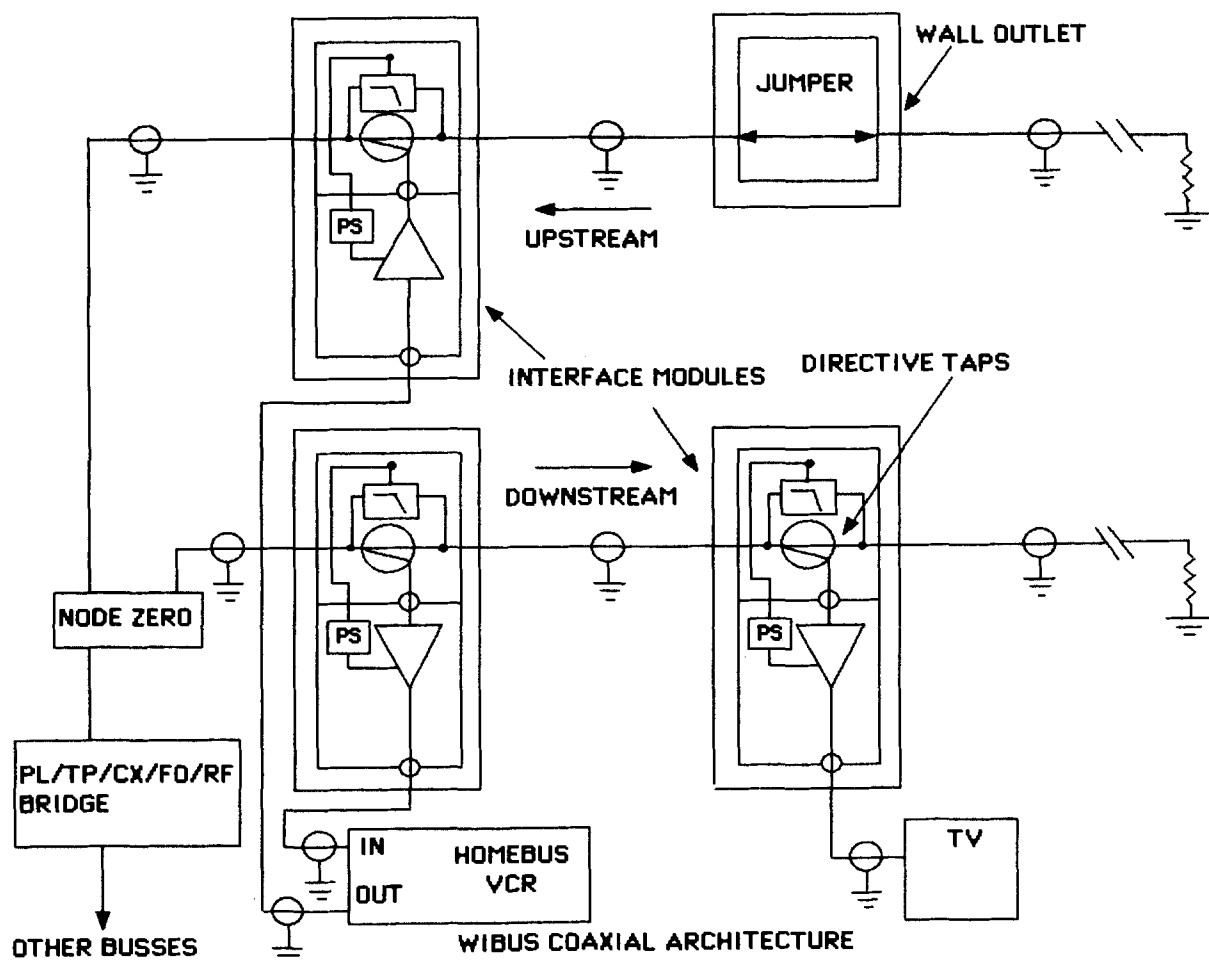 WALL OUTLET
JUMPER
PS
UPSTREAM
INTERFACE MODULES
DIRECTIVE TAPS
DOWNSTREAM
NODE ZERO
PS
PS
PL/TP/CX/FO/RF
BRIDGE
IN
OUT
HOMEBUS
VCR
TV
OTHER BUSSES
WIBUS COAXIAL ARCHITECTURE